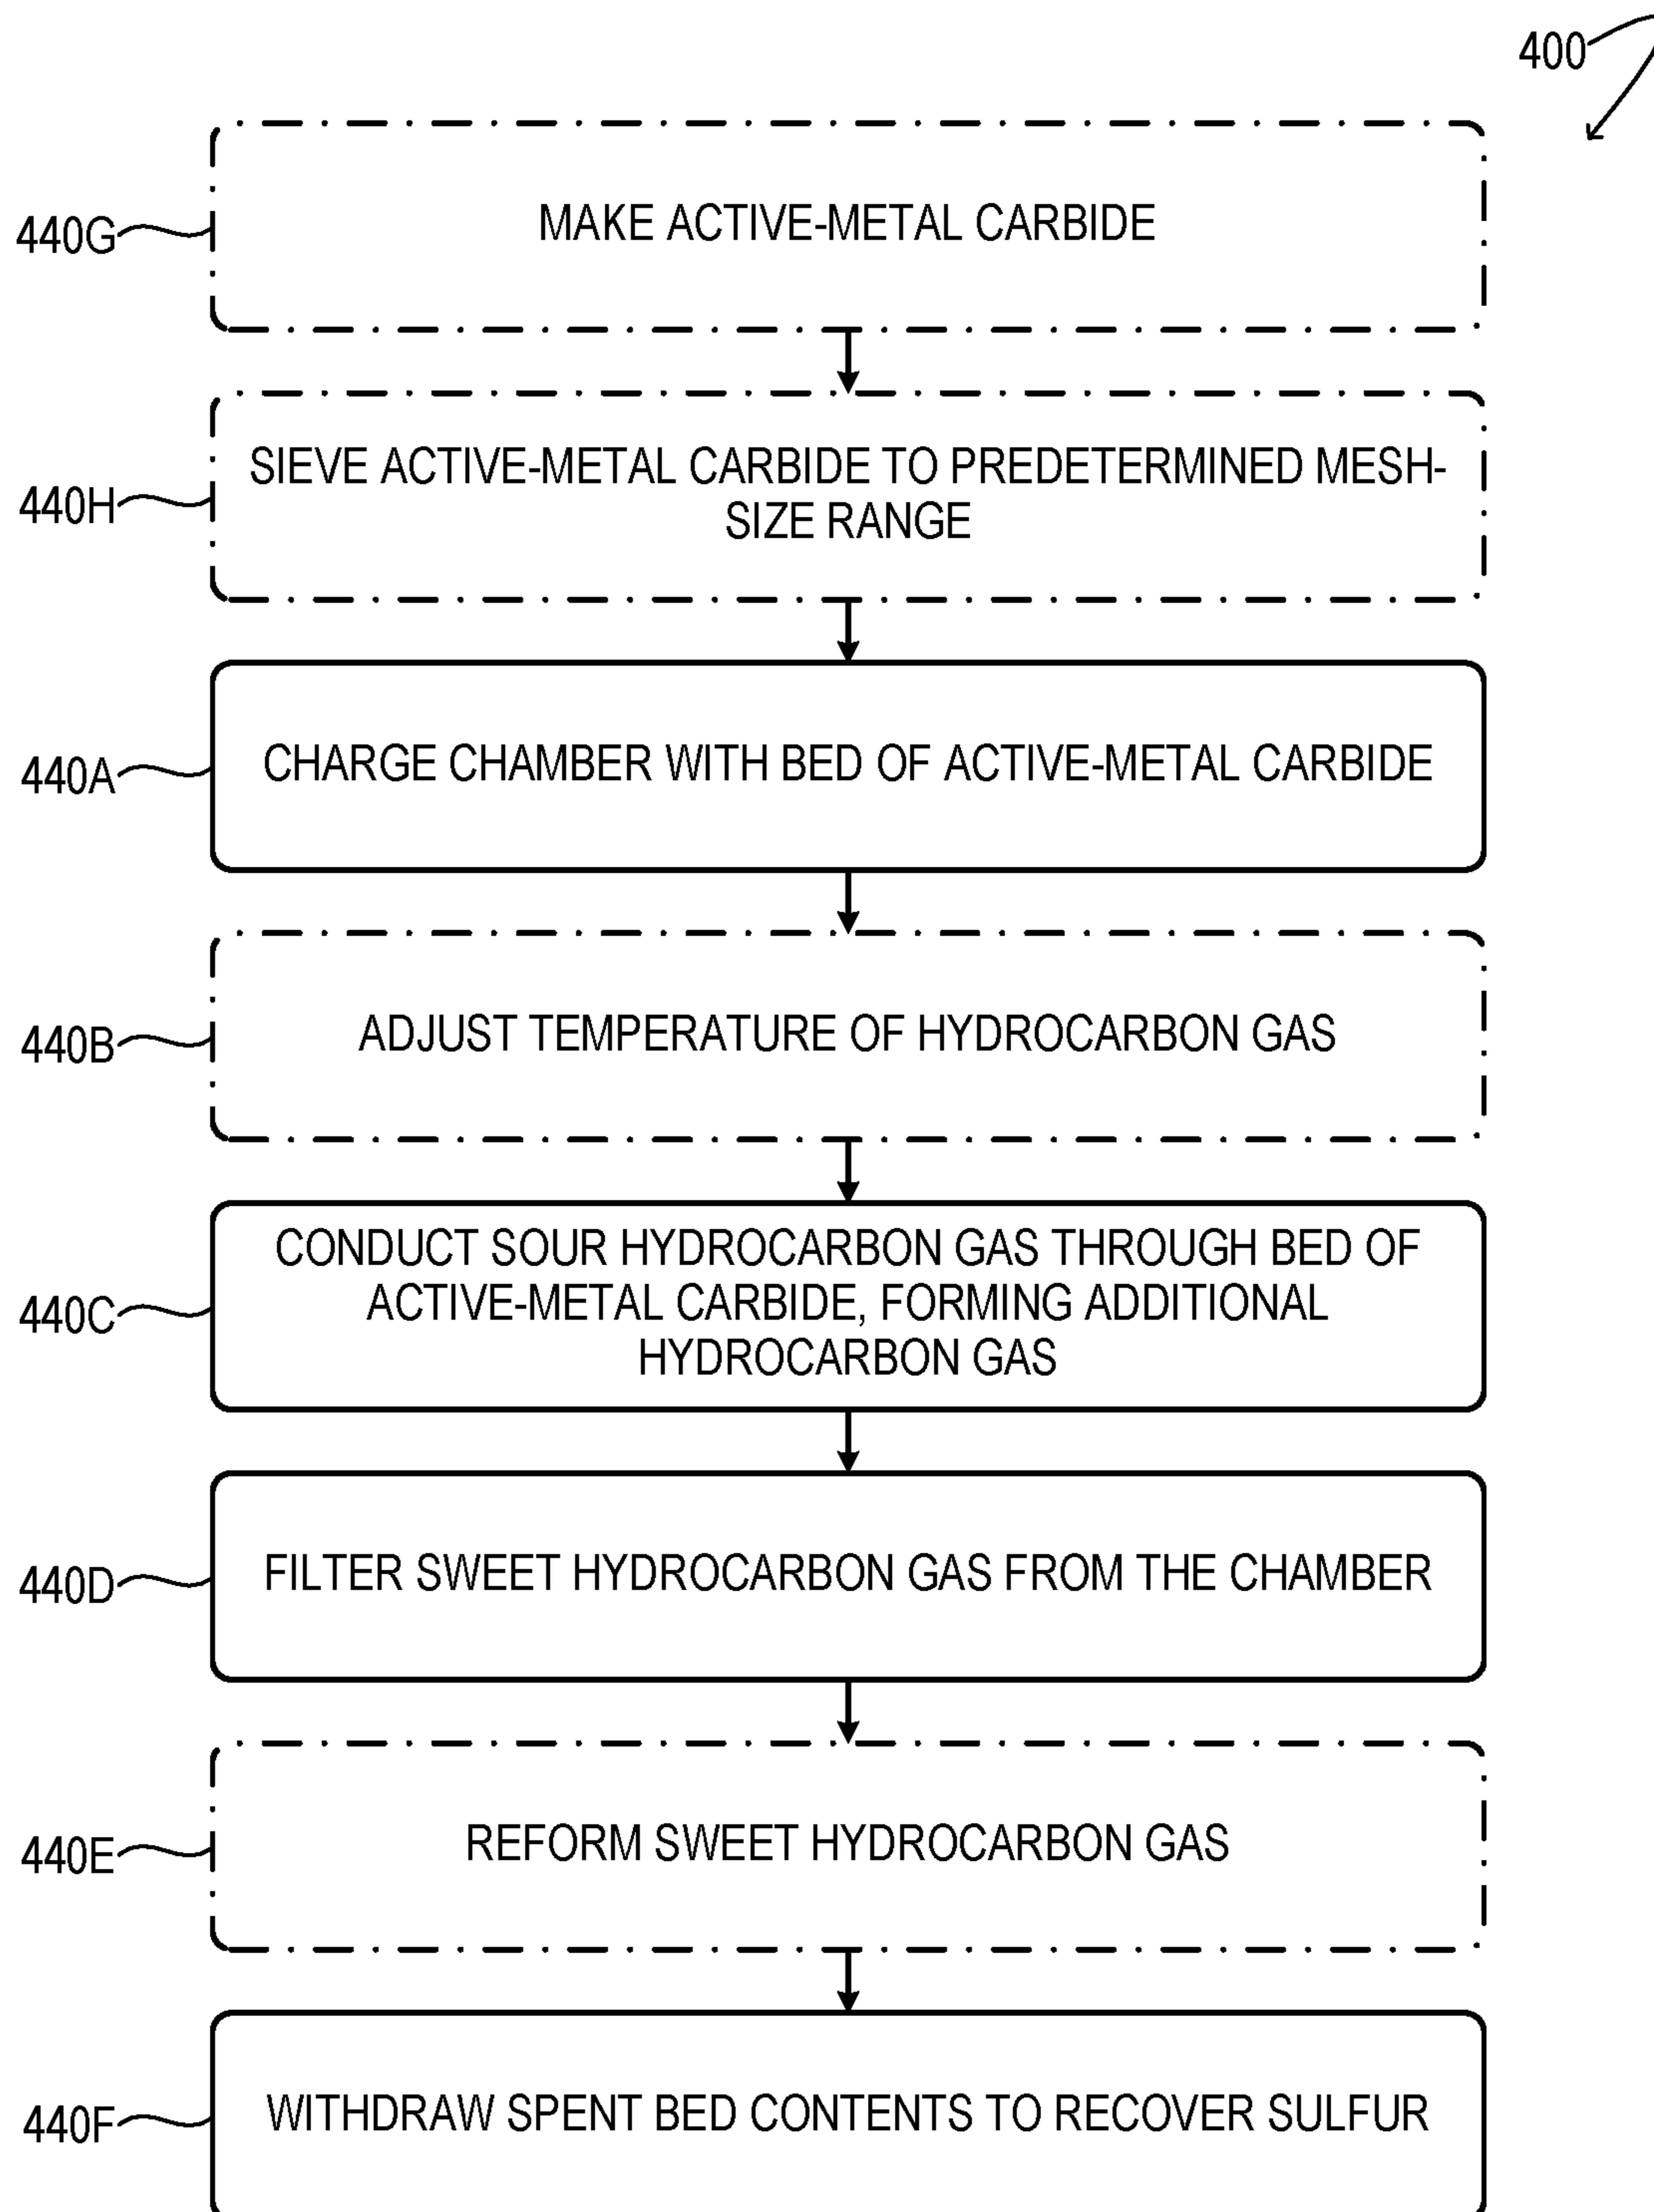 400
440G
MAKE ACTIVE-METAL CARBIDE
440H
SIEVE ACTIVE-METAL CARBIDE TO PREDETERMINED MESH-
SIZE RANGE
440A
CHARGE CHAMBER WITH BED OF ACTIVE-METAL CARBIDE
440B
ADJUST TEMPERATURE OF HYDROCARBON GAS
440C
CONDUCT SOUR HYDROCARBON GAS THROUGH BED OF
ACTIVE-METAL CARBIDE, FORMING ADDITIONAL
HYDROCARBON GAS
440D
FILTER SWEET HYDROCARBON GAS FROM THE CHAMBER
440E
REFORM SWEET HYDROCARBON GAS
440F
WITHDRAW SPENT BED CONTENTS TO RECOVER SULFUR